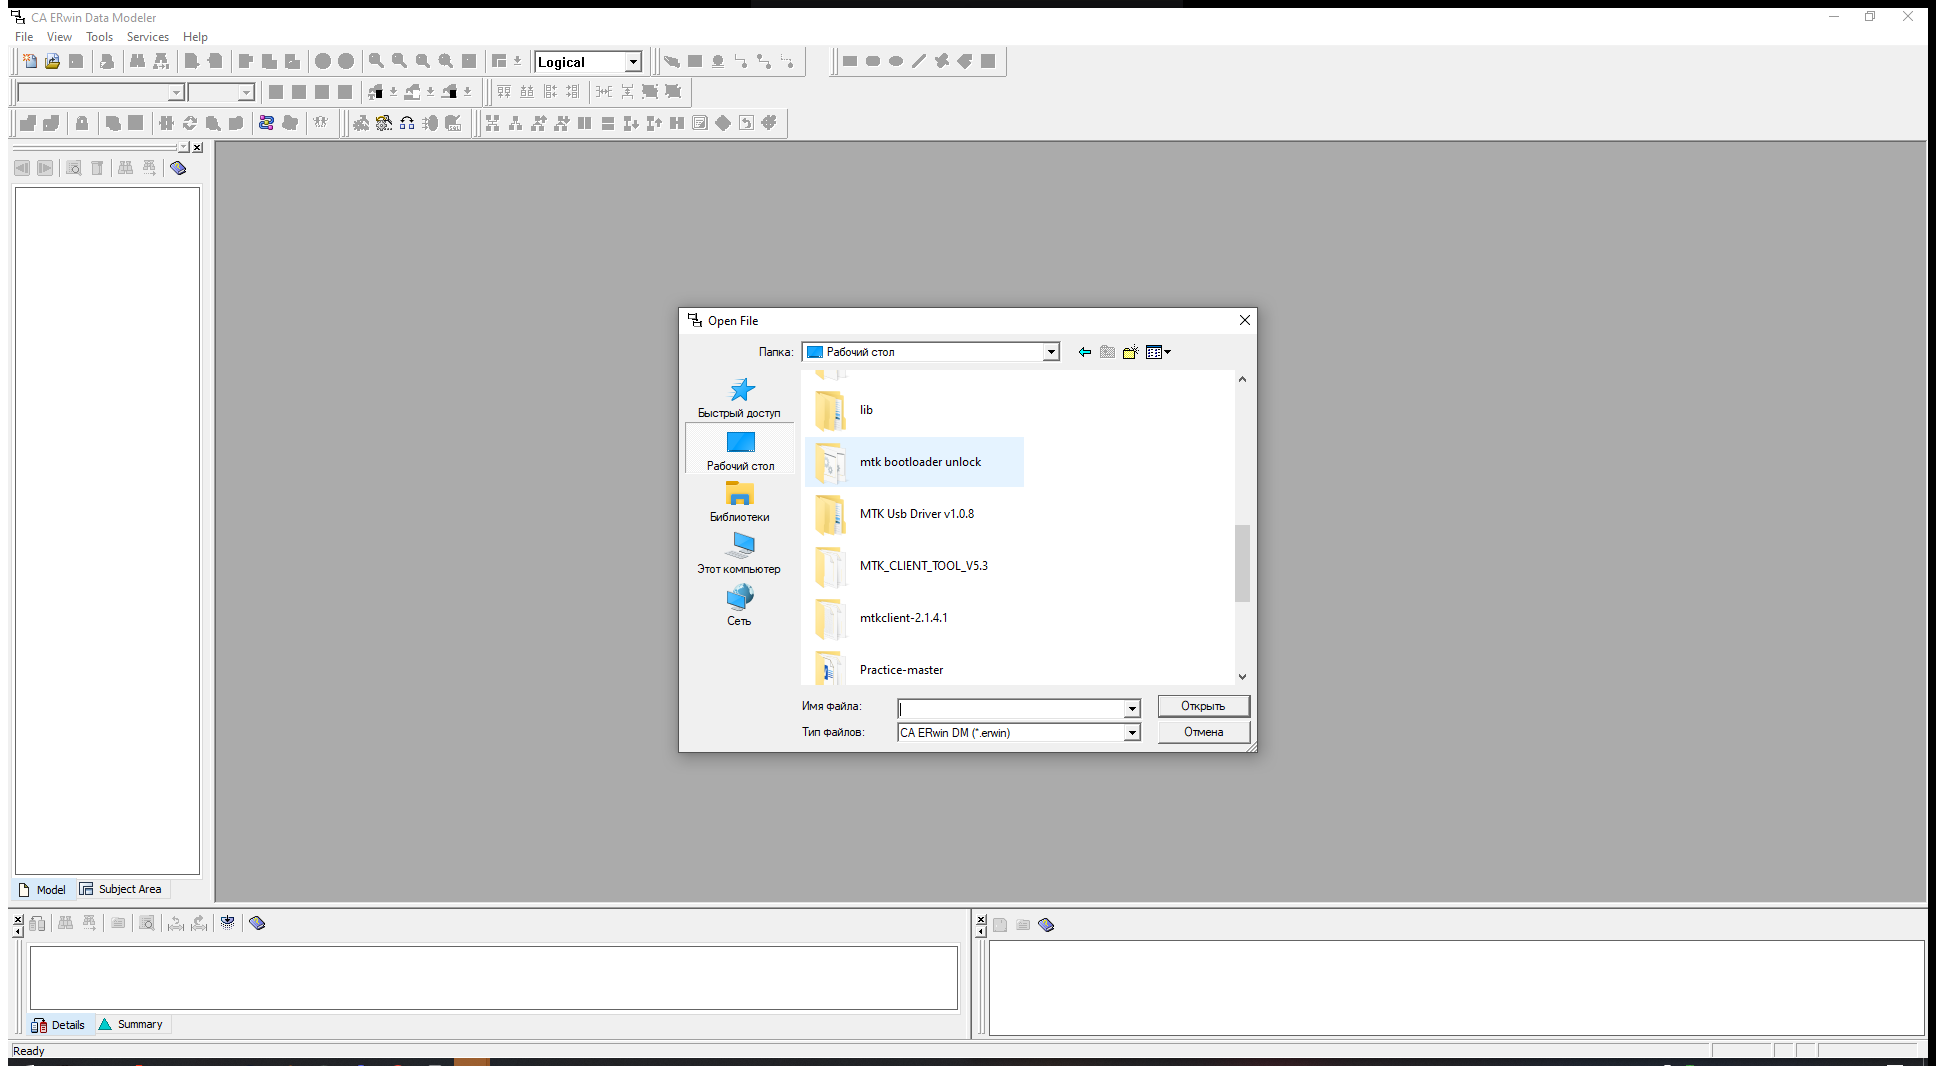 CA ERwin Data Modeler
File View Tools Services Help
Logical
Open File
Папка: Рабочий стол
Быстрый доступ
Рабочий стол
Библиотеки
Этот компьютер
Сеть
lib
mtk bootloader unlock
MTK Usb Driver v1.0.8
MTK_CLIENT_TOOL_V5.3
mtkclient-2.1.4.1
Practice-master
Имя файла:
Открыть
Тип файлов: CA ERwin DM (*.erwin)
Отмена
Model Subject Area
Details Summary
Ready